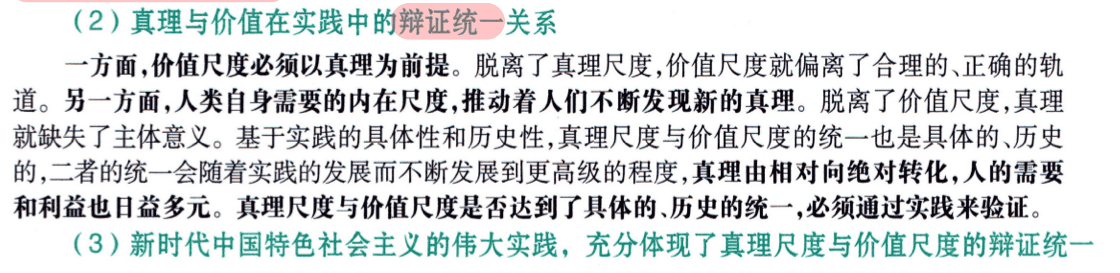 (2)真理与价值在实践中的辩证统一关系
一方面,价值尺度必须以真理为前提。脱离了真理尺度,价值尺度就偏离了合理的、正确的轨
道。另一方面,人类自身需要的内在尺度,推动着人们不断发现新的真理。脱离了价值尺度,真理
就缺失了主体意义。基于实践的具体性和历史性,真理尺度与价值尺度的统一也是具体的、历史
的,二者的统一会随着实践的发展而不断发展到更高级的程度,真理由相对向绝对转化,人的需要
和利益也日益多元。真理尺度与价值尺度是否达到了具体的、历史的统一,必须通过实践来验证。
(3)新时代中国特色社会主义的伟大实践，充分体现了真理尺度与价值尺度的辩证统一